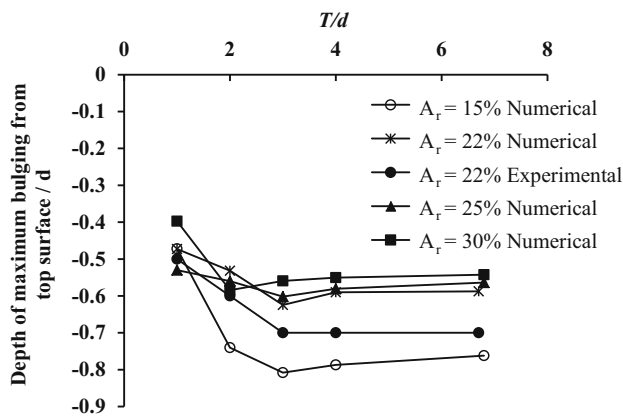 T/d
0 2 4 6 8
0
-0.1
-0.2
-0.3
-0.4
-0.5
-0.6
-0.7
-0.8
-0.9
Depth of maximum bulging from
top surface / d
Ar = 15% Numerical
Ar = 22% Numerical
Ar = 22% Experimental
Ar = 25% Numerical
Ar = 30% Numerical